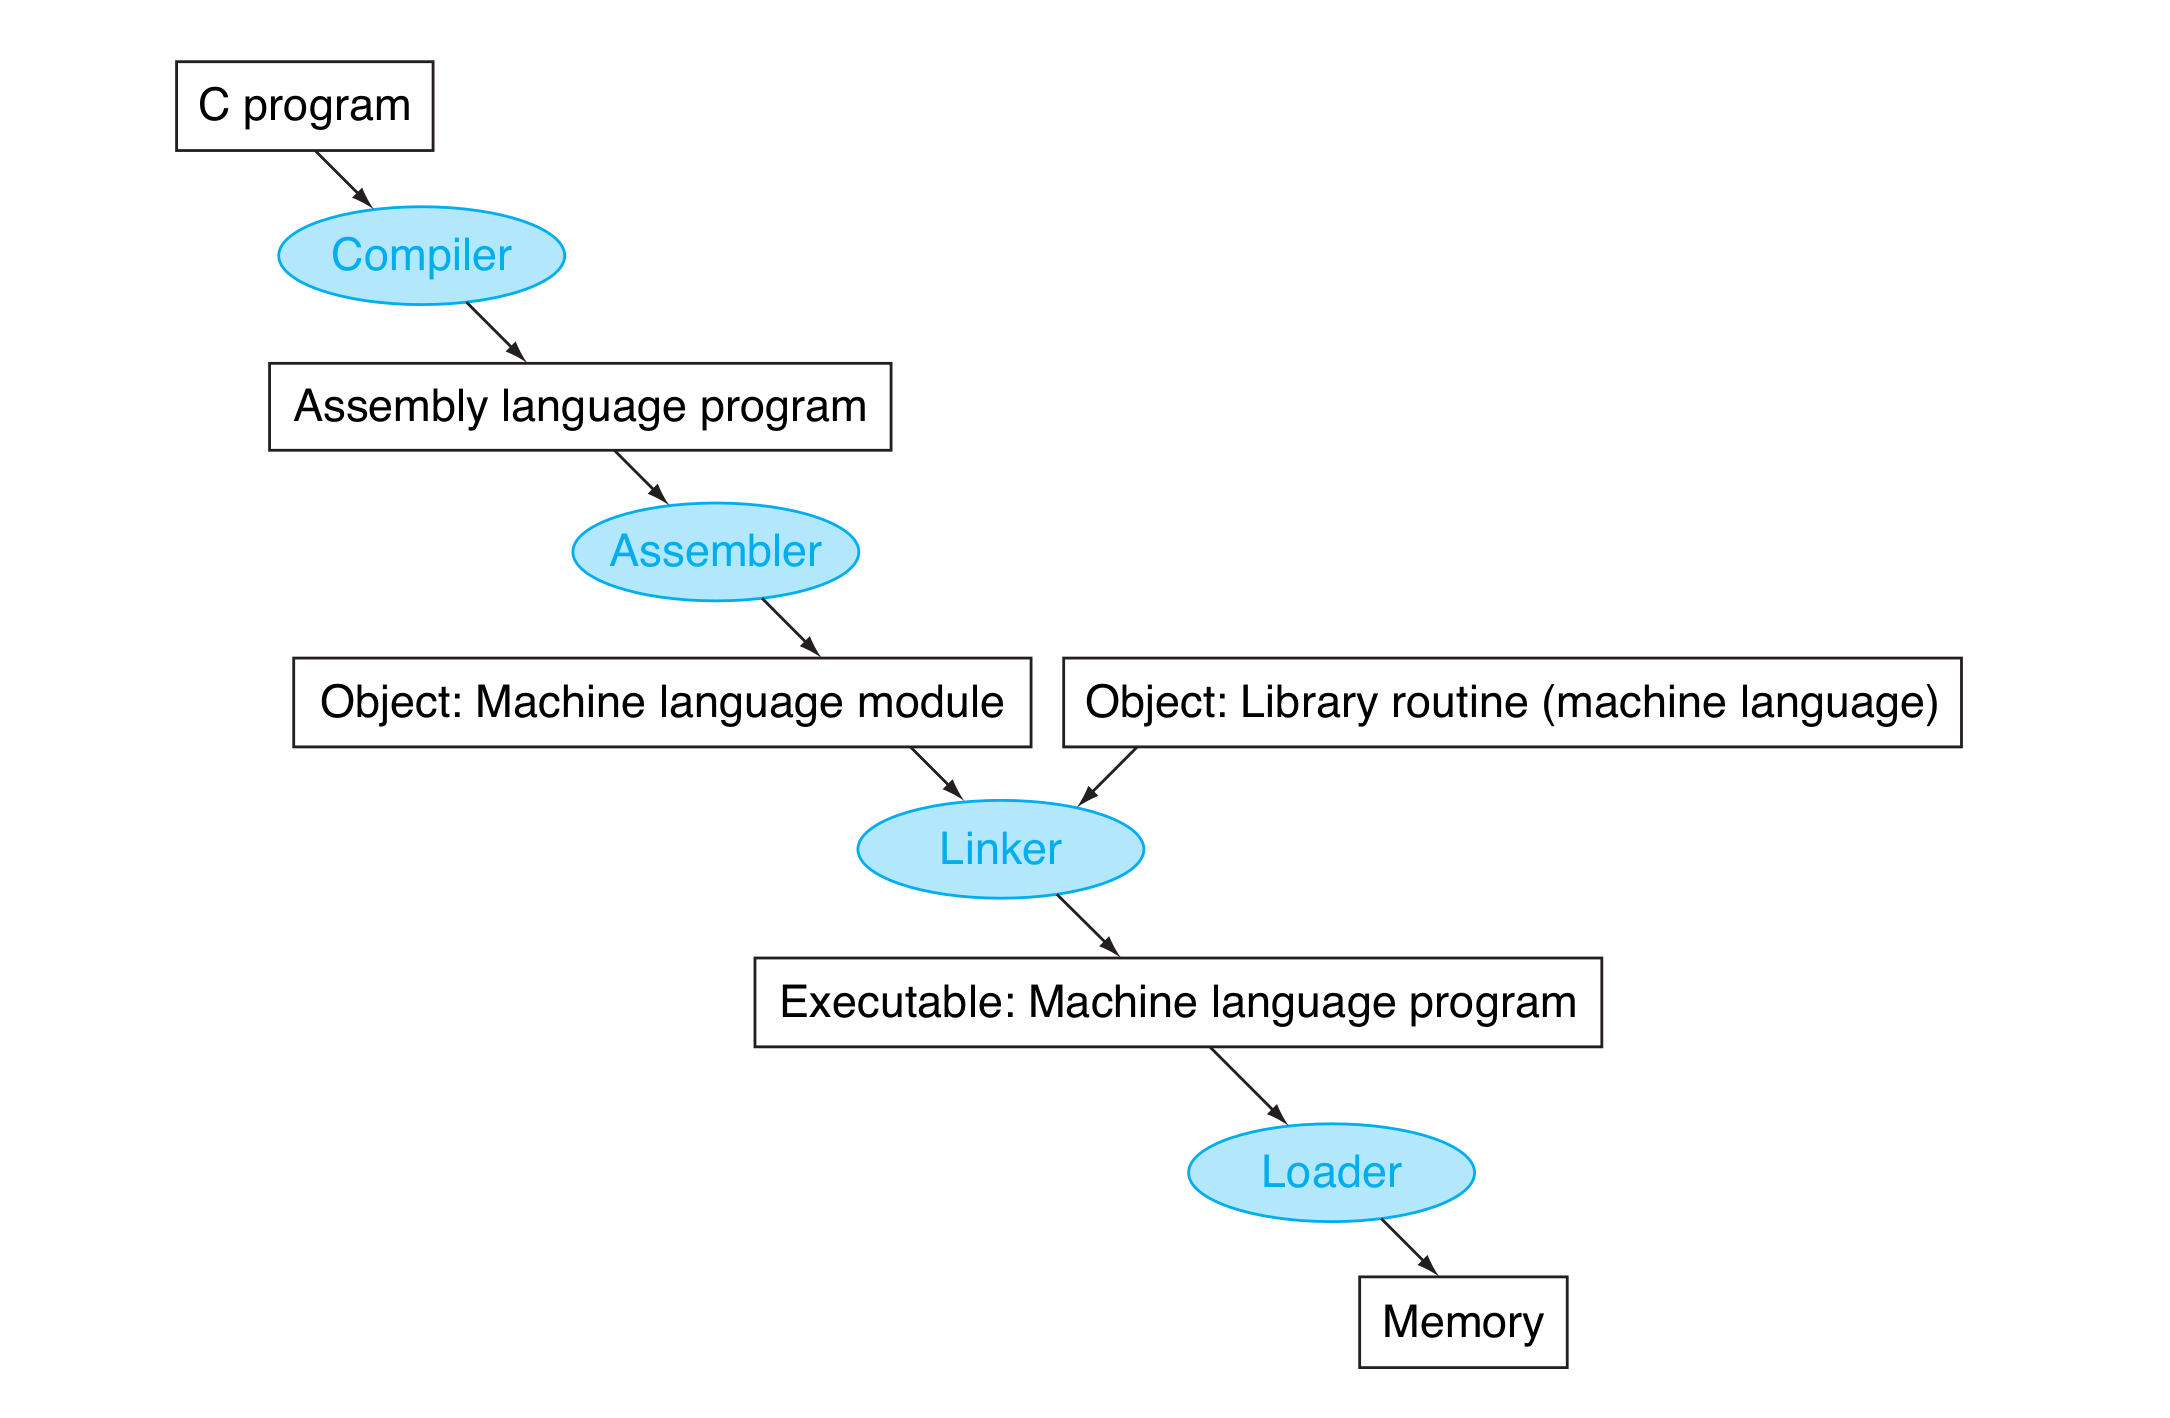 C program
Compiler
Assembly language program
Assembler
Object: Machine language module
Object: Library routine (machine language)
Linker
Executable: Machine language program
Loader
Memory